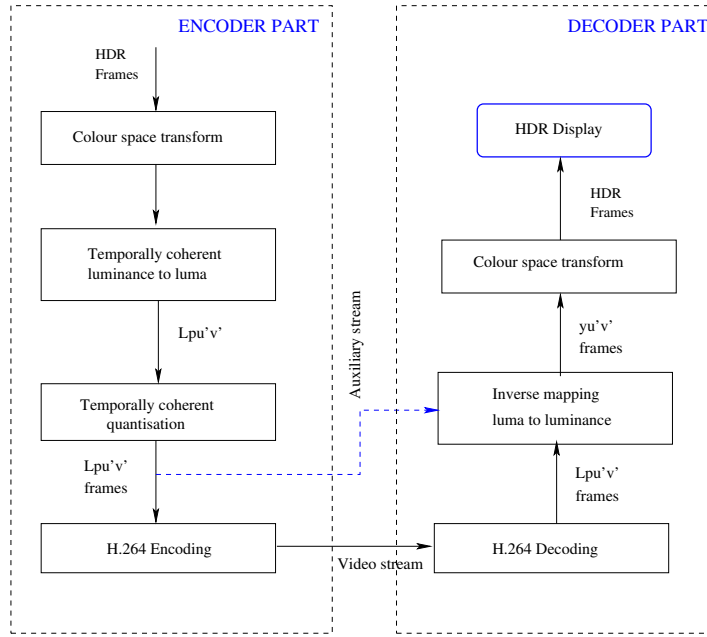 ENCODER PART
HDR
Frames
Colour space transform
Temporally coherent
luminance to luma
Lpu'v'
Temporally coherent
quantisation
Lpu'v'
frames
H.264 Encoding
Auxiliary stream
Video stream
DECODER PART
HDR Display
HDR
Frames
Colour space transform
yu'v'
frames
Inverse mapping
luma to luminance
Lpu'v'
frames
H.264 Decoding